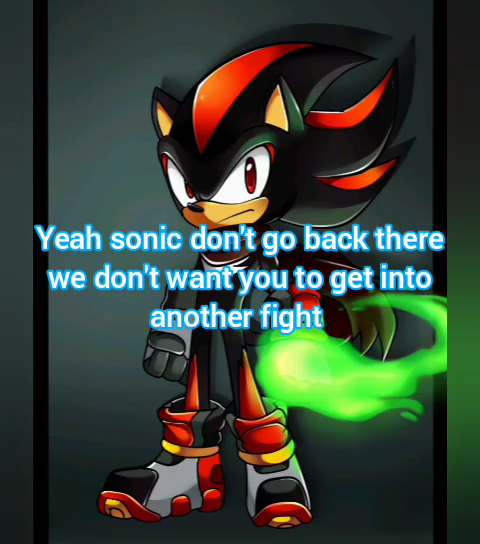 Yeah sonic don't go back there
we don't want you to get into
another fight